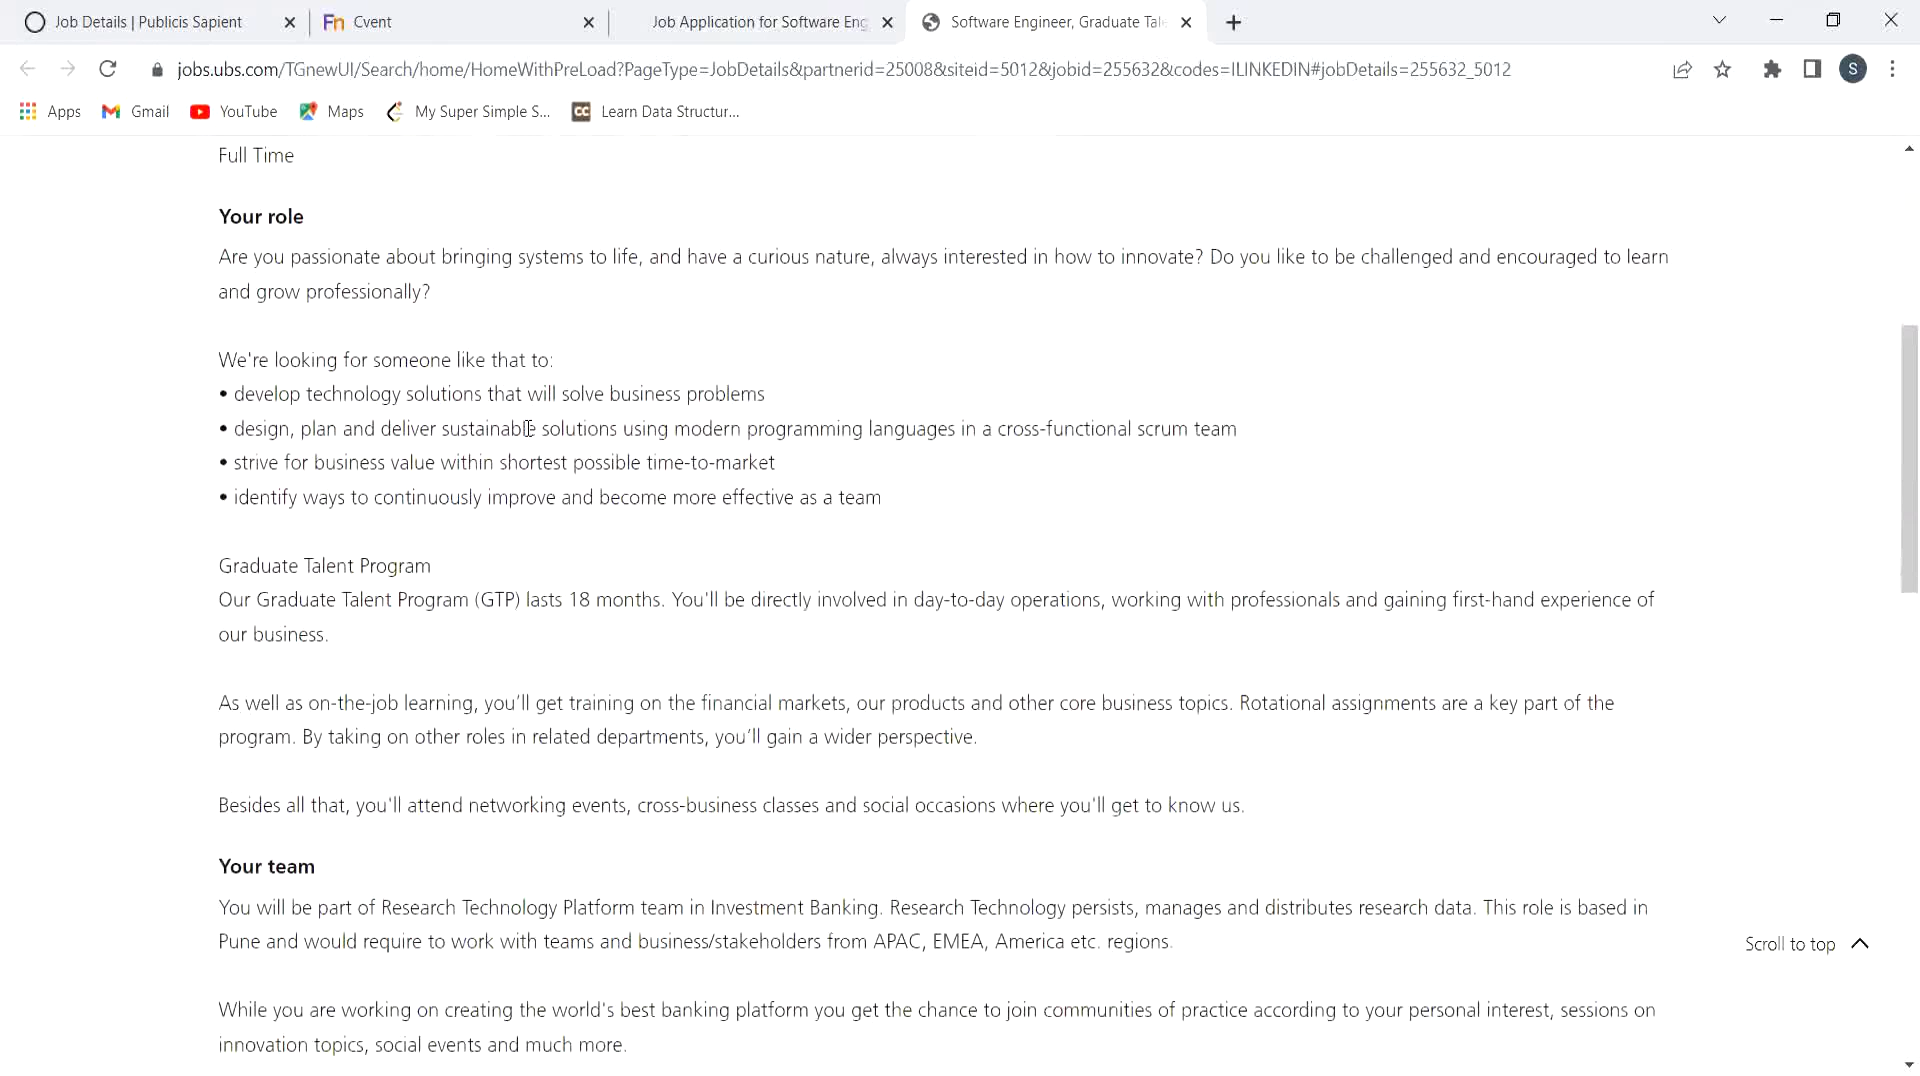 Job Details | Publicis Sapient
Fn Cvent
Job Application for Software Eng
Software Engineer, Graduate Tale
jobs.ubs.com/TGnewUI/Search/home/HomeWithPreLoad?PageType=JobDetails&partnerid=25008&siteid=5012&jobid=255632&codes=ILINKEDIN#jobDetails=255632_5012
S
Apps Gmail YouTube Maps My Super Simple S... CC Learn Data Structur...
Full Time
Your role
Are you passionate about bringing systems to life, and have a curious nature, always interested in how to innovate? Do you like to be challenged and encouraged to learn
and grow professionally?
We're looking for someone like that to:
• develop technology solutions that will solve business problems
• design, plan and deliver sustainable solutions using modern programming languages in a cross-functional scrum team
• strive for business value within shortest possible time-to-market
• identify ways to continuously improve and become more effective as a team
Graduate Talent Program
Our Graduate Talent Program (GTP) lasts 18 months. You'll be directly involved in day-to-day operations, working with professionals and gaining first-hand experience of
our business.
As well as on-the-job learning, you’ll get training on the financial markets, our products and other core business topics. Rotational assignments are a key part of the
program. By taking on other roles in related departments, you’ll gain a wider perspective.
Besides all that, you'll attend networking events, cross-business classes and social occasions where you'll get to know us.
Your team
You will be part of Research Technology Platform team in Investment Banking. Research Technology persists, manages and distributes research data. This role is based in
Pune and would require to work with teams and business/stakeholders from APAC, EMEA, America etc. regions.
Scroll to top
While you are working on creating the world's best banking platform you get the chance to join communities of practice according to your personal interest, sessions on
innovation topics, social events and much more.